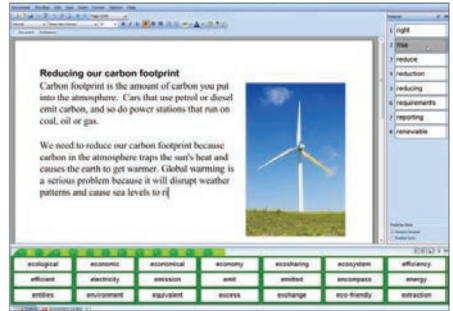 Document
right
rise
reduce
reduction
reducing
requirements
reporting
renewable
Reducing our carbon footprint
Carbon footprint is the amount of carbon you put
into the atmosphere. Cars that use petrol or diesel
emit carbon, and so do power stations that run on
coal, oil or gas.
We need to reduce our carbon footprint because
carbon in the atmosphere traps the sun's heat and
causes the earth to get warmer. Global warming is
a serious problem because it will disrupt weather
patterns and cause sea levels to ri
ecological economic economical economy ecosharing ecosystem efficiency
efficient electricity emission emit emitted encompass energy
entities environment equivalent excess exchange eco-friendly extraction